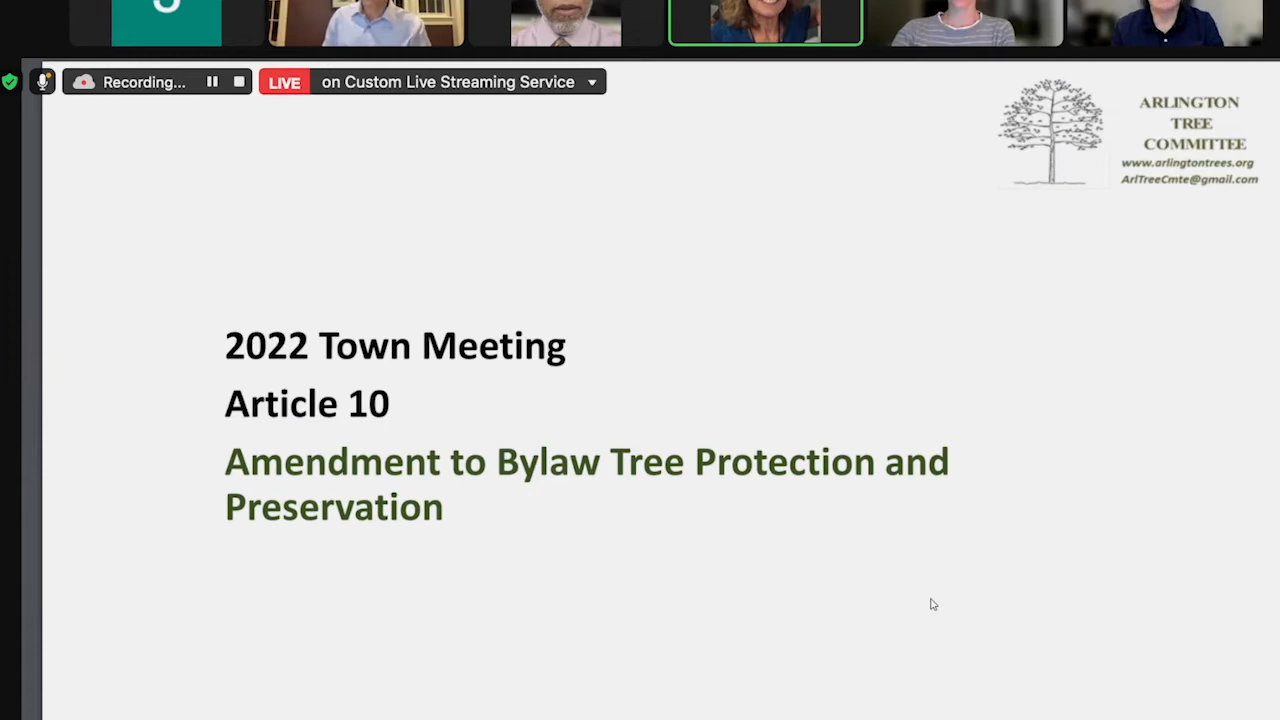 Recording...
LIVE
on Custom Live Streaming Service
ARLINGTON
TREE
COMMITTEE
www.arlingtontrees.org
ArlTreeCmte@gmail.com
2022 Town Meeting
Article 10
Amendment to Bylaw Tree Protection and
Preservation